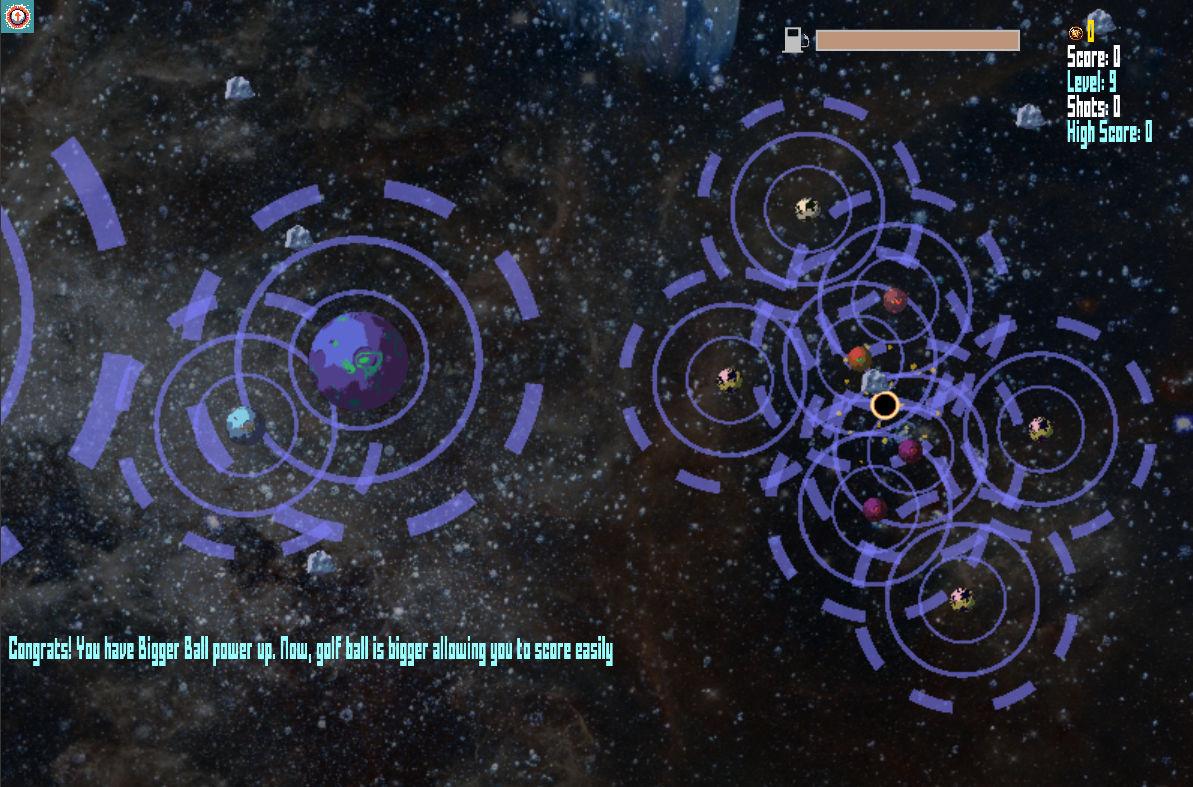 0
Score: 0
Level: 9
Shots: 0
High Score: 0
Congrats! You have Bigger Ball power up. Now, golf ball is bigger allowing you to score easily